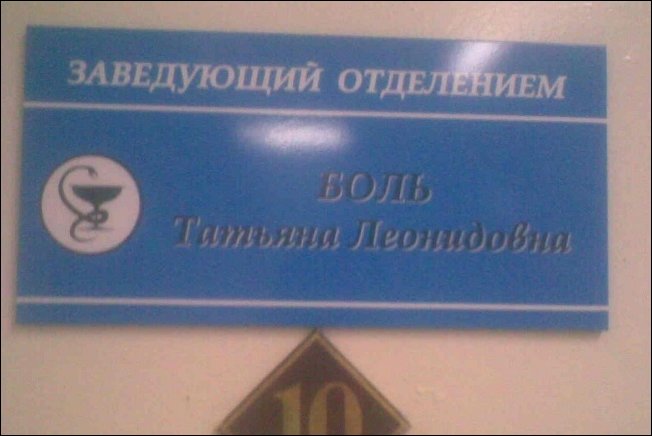 ЗАВЕДУЮЩИЙ ОТДЕЛЕНИЕМ
БОЛЬ
Татьяна Леонидовна
10